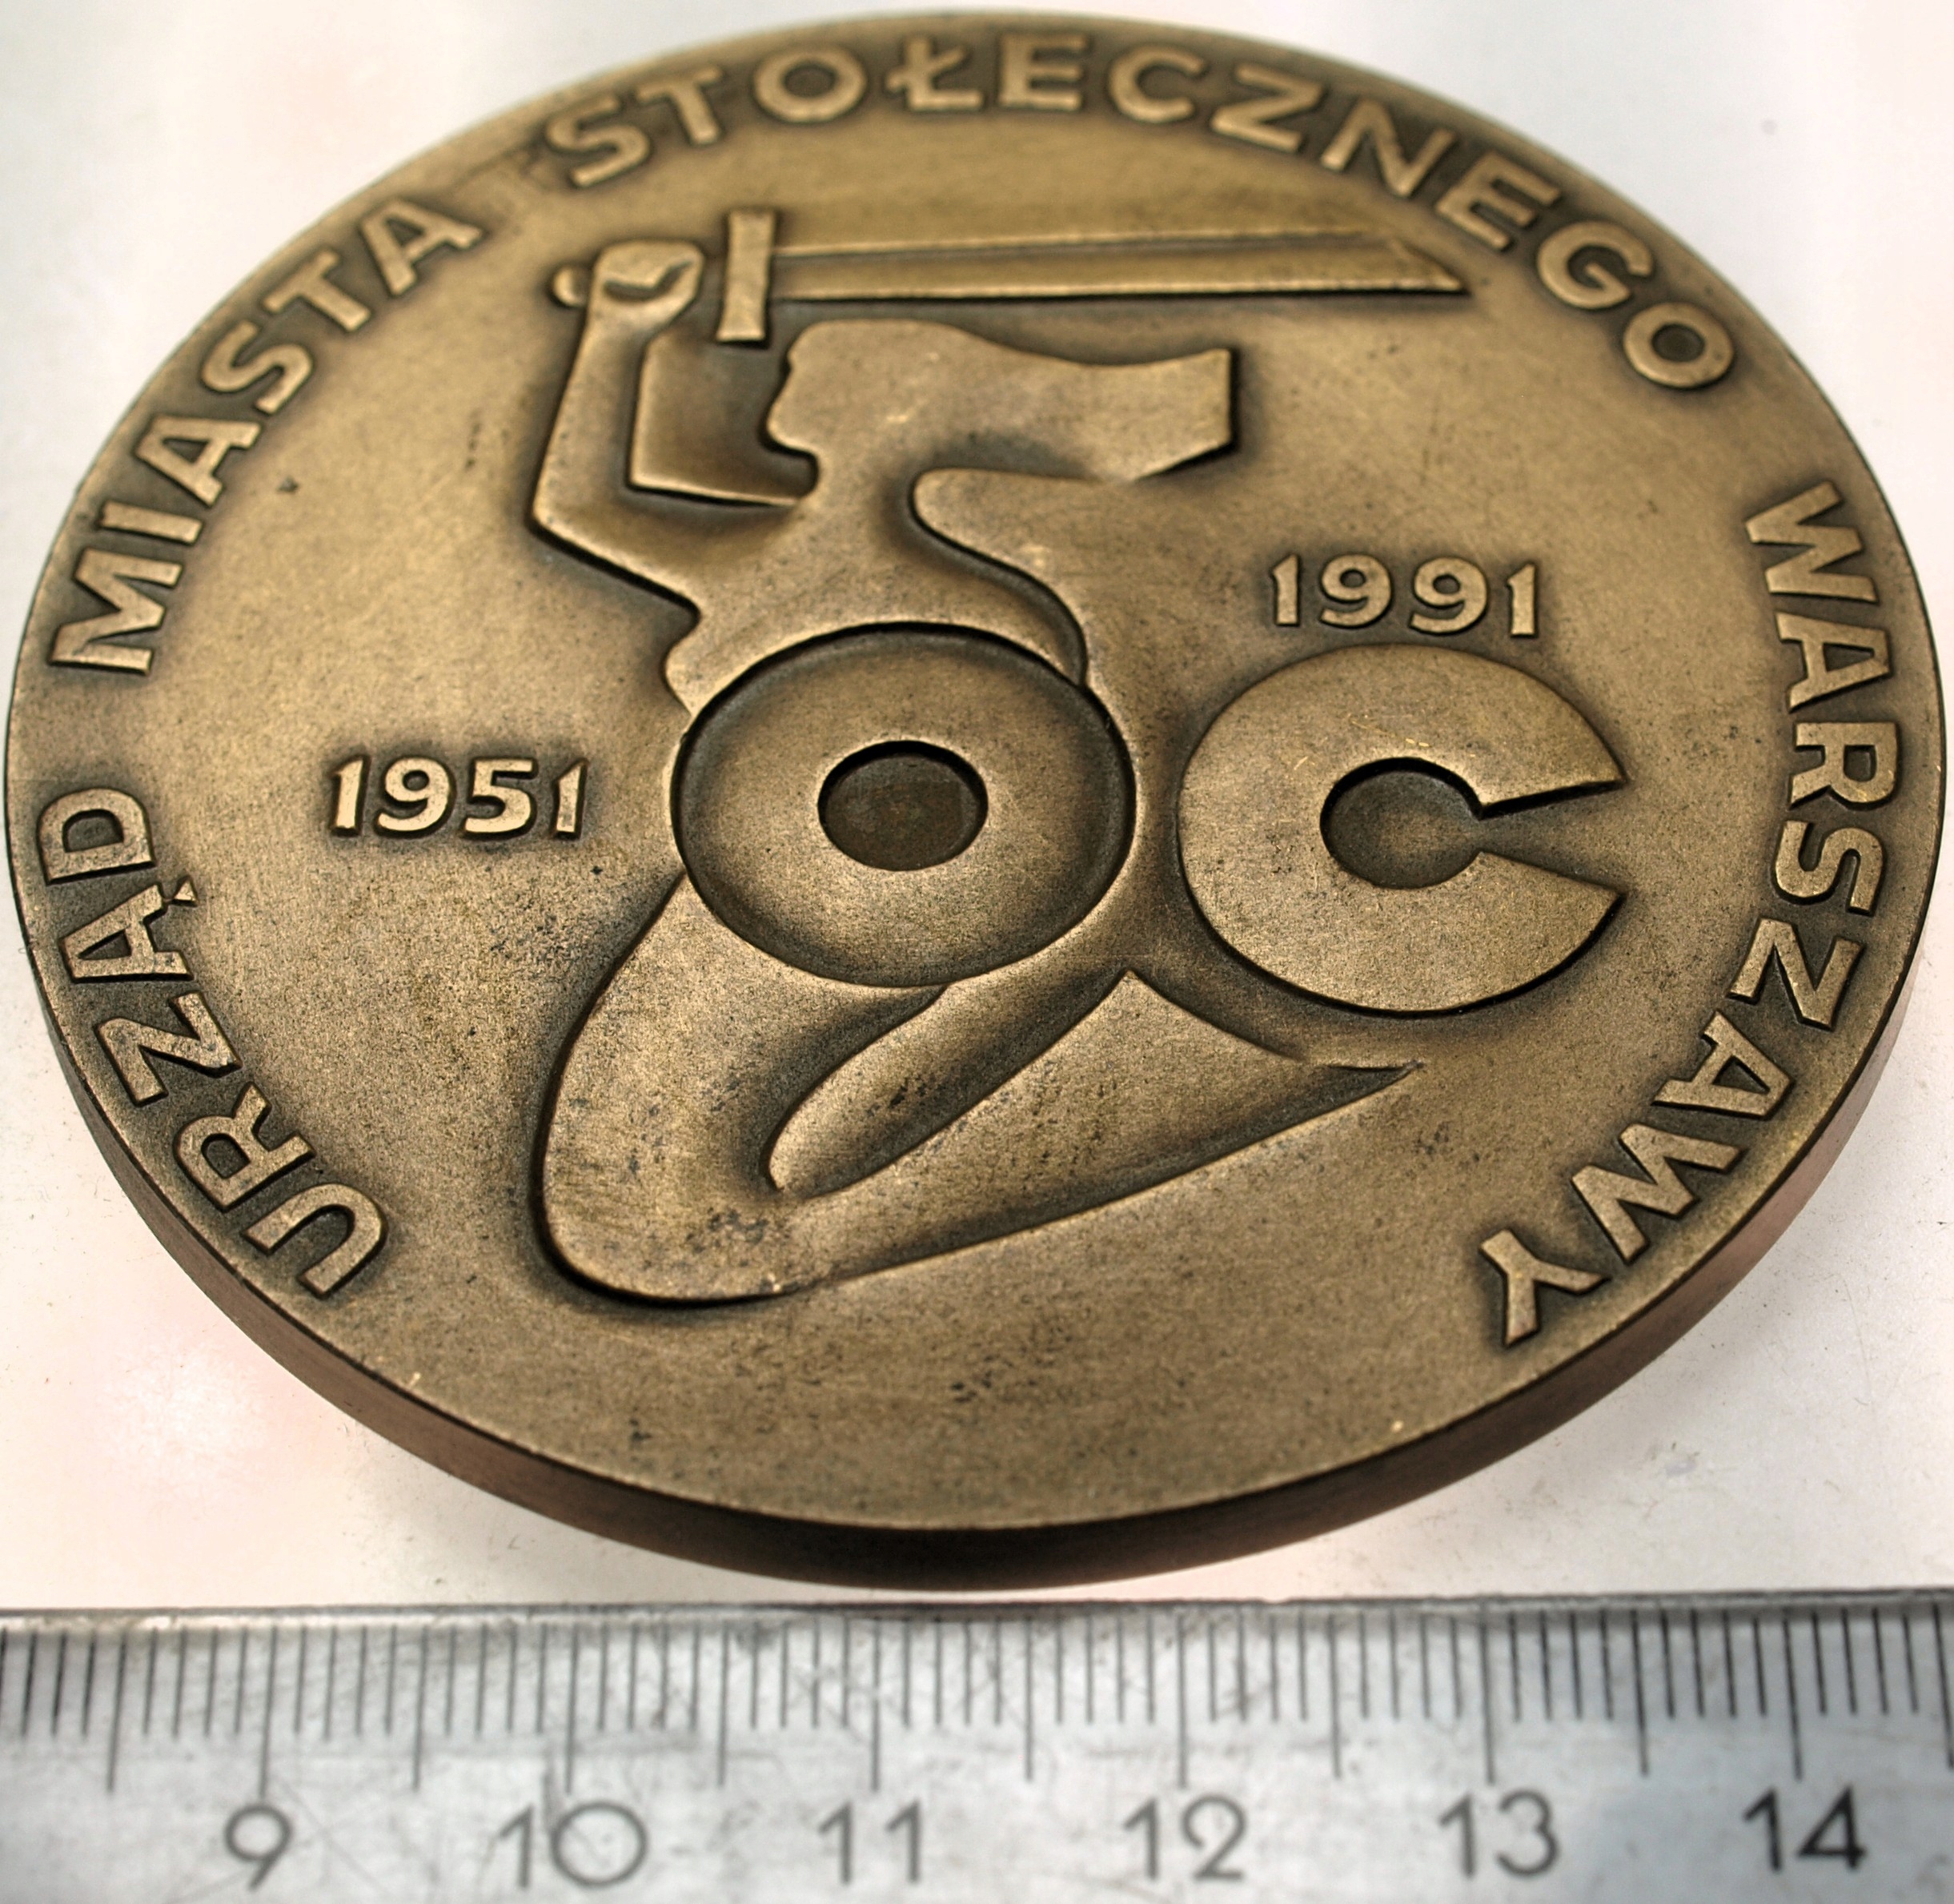 URZĄD MIASTA STOŁECZNEGO WARSZAWY
1991
1951
OC
9 10 11 12 13 14